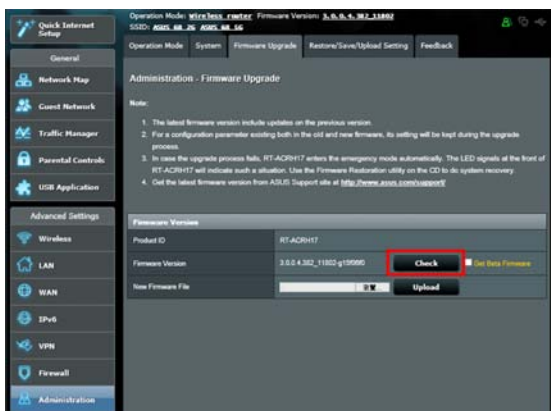 Quick Internet
Setup
Operation Mode: Wireless router Firmware Version: 3.0.0.4.382_11802
SSID: ASUS_68_2G ASUS_68_5G
Operation Mode System Firmware Upgrade Restore/Save/Upload Setting Feedback
General
Network Map
Guest Network
Traffic Manager
Parental Controls
USB Application
Advanced Settings
Wireless
LAN
WAN
IPv6
VPN
Firewall
Administration
Administration - Firmware Upgrade
Note:
1. The latest firmware version include updates on the previous version.
2. For a configuration parameter existing both in the old and new firmware, its setting will be kept during the upgrade
process.
3. In case the upgrade process fails, RT-ACRH17 enters the emergency mode automatically. The LED signals at the front of
RT-ACRH17 will indicate such a situation. Use the Firmware Restoration utility on the CD to do system recovery.
4. Get the latest firmware version from ASUS Support site at http://www.asus.com/support/
Firmware Version
Product ID RT-ACRH17
Firmware Version Check Get Beta Firmware
New Firmware File Upload